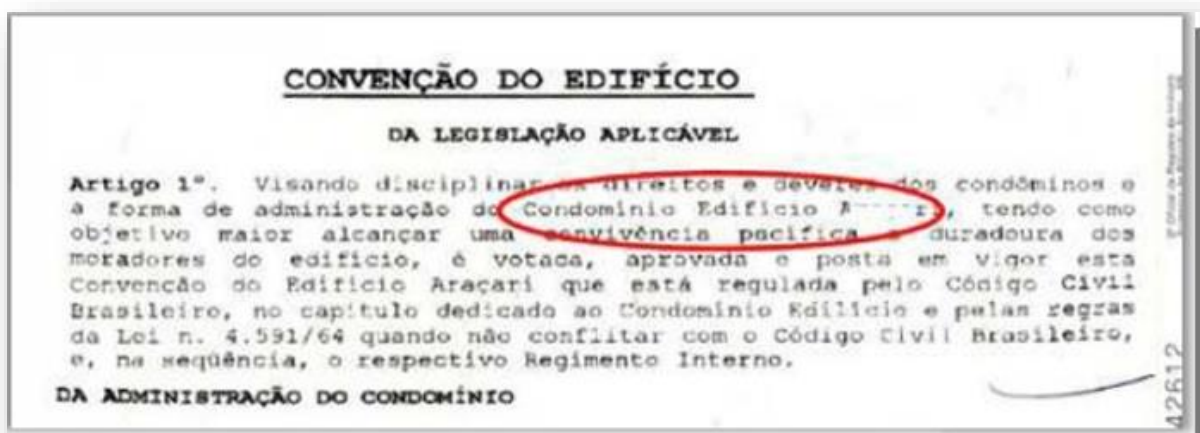 CONVENÇÃO DO EDIFÍCIO
DA LEGISLAÇÃO APLICÁVEL
Artigo 1º. Visando disciplinar os direitos e deveres dos condôminos e
a forma de administração do Condomínio Edifício A, tendo como
objetivo maior alcançar uma convivência pacífica e duradoura dos
moradores do edifício, é votada, aprovada e posta em vigor esta
Convenção do Edifício Araçari que está regulada pelo Código Civil
Brasileiro, no capítulo dedicado ao Condomínio Edilício e pelas regras
da Lei n. 4.591/64 quando não conflitar com o Código Civil Brasileiro,
e, na seqüência, o respectivo Regimento Interno.
DA ADMINISTRAÇÃO DO CONDOMÍNIO
42612